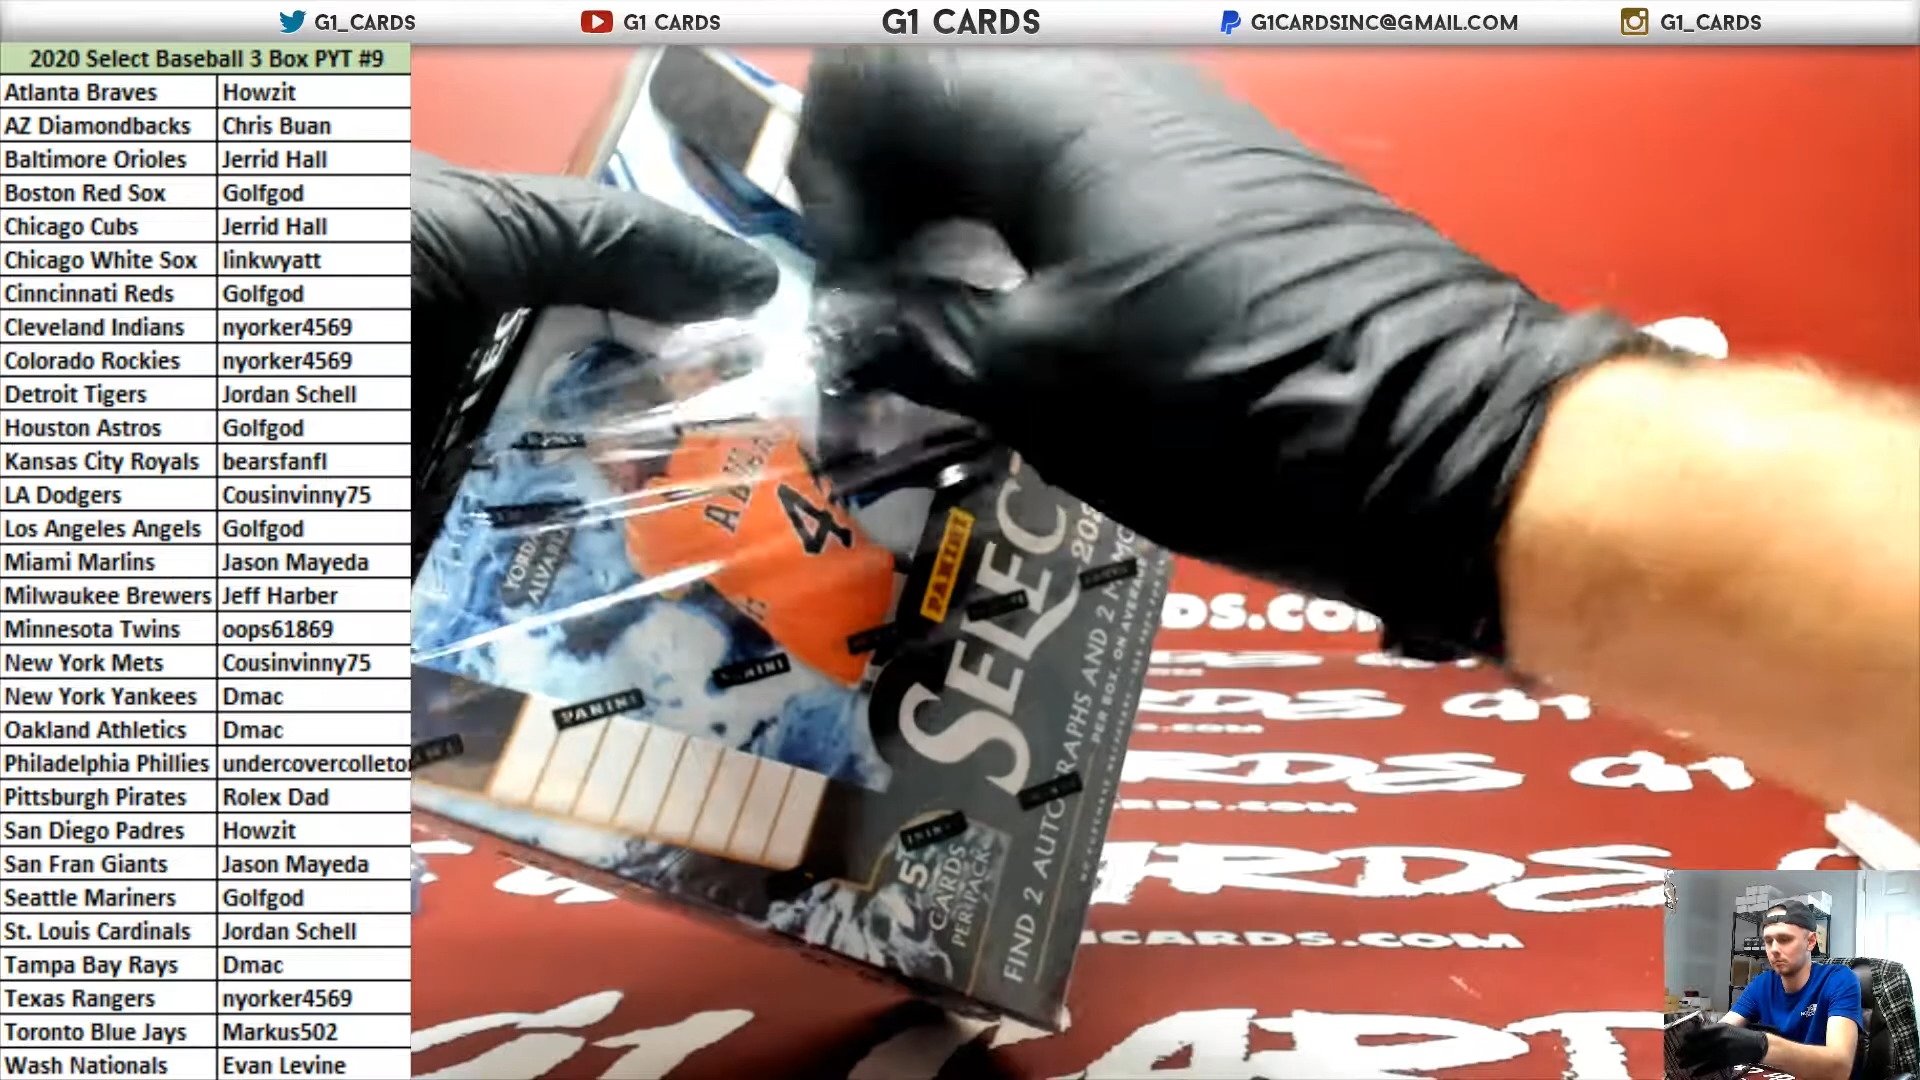 G1_CARDS
G1 CARDS
G1 CARDS
G1CARDSINC@GMAIL.COM
G1_CARDS
2020 Select Baseball 3 Box PYT #9
Atlanta Braves Howzit
AZ Diamondbacks Chris Buan
Baltimore Orioles Jerrid Hall
Boston Red Sox Golfgod
Chicago Cubs Jerrid Hall
Chicago White Sox linkwyatt
Cinncinnati Reds Golfgod
Cleveland Indians nyorker4569
Colorado Rockies nyorker4569
Detroit Tigers Jordan Schell
Houston Astros Golfgod
Kansas City Royals bearsfanfl
LA Dodgers Cousinvinny75
Los Angeles Angels Golfgod
Miami Marlins Jason Mayeda
Milwaukee Brewers Jeff Harber
Minnesota Twins oops61869
New York Mets Cousinvinny75
New York Yankees Dmac
Oakland Athletics Dmac
Philadelphia Phillies undercovercolletor
Pittsburgh Pirates Rolex Dad
San Diego Padres Howzit
San Fran Giants Jason Mayeda
Seattle Mariners Golfgod
St. Louis Cardinals Jordan Schell
Tampa Bay Rays Dmac
Texas Rangers nyorker4569
Toronto Blue Jays Markus502
Wash Nationals Evan Levine
PANINI
SELEC
5
CARDS
PER PACK
FIND 2 AUTOGRAPHS AND 2
PER BOX, ON AVERAGE
PANINI